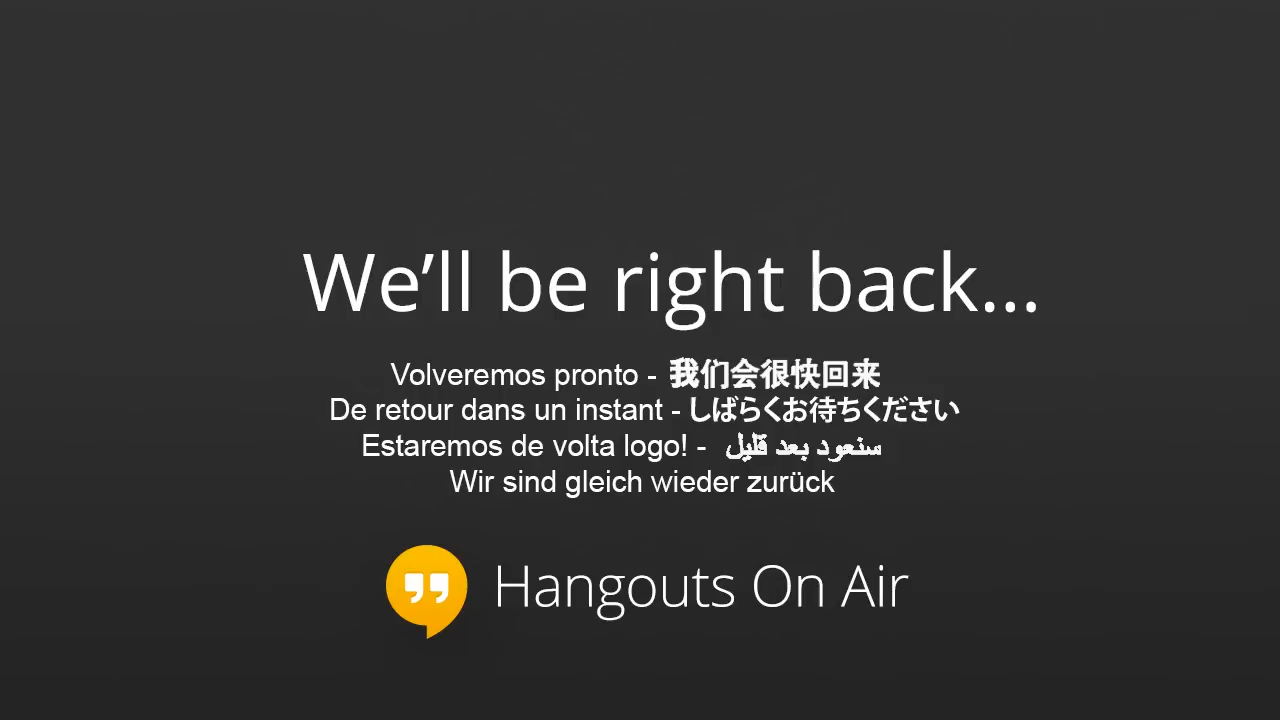 We’ll be right back...
Volveremos pronto - 我们会很快回来
De retour dans un instant - しばらくお待ちください
Estaremos de volta logo! - سنعود بعد قليل
Wir sind gleich wieder zurück
Hangouts On Air